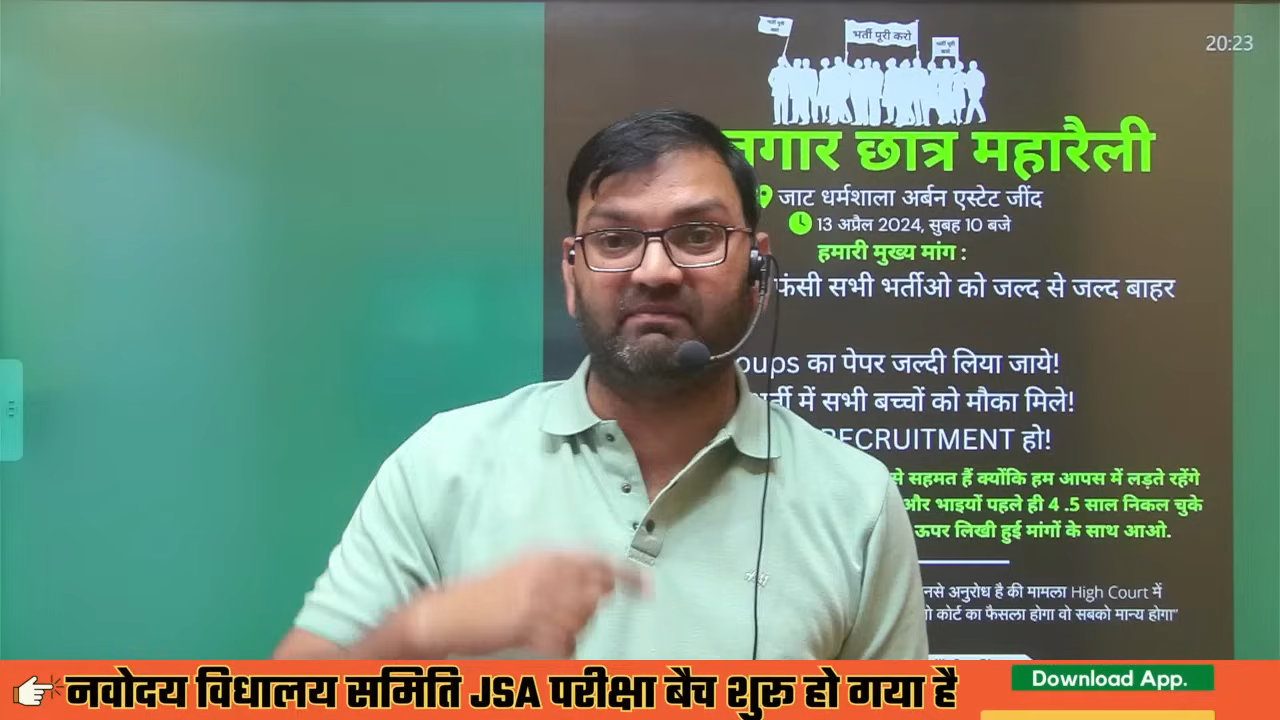 भर्ती पूरी करो
20:23
छात्र महारैली
जाट धर्मशाला अर्बन एस्टेट जींद
13 अप्रैल 2024, सुबह 10 बजे
हमारी मुख्य मांग :
फंसी सभी भर्तीओ को जल्द से जल्द बाहर
का पेपर जल्दी लिया जाये!
में सभी बच्चों को मौका मिले!
RECRUITMENT हो!
से सहमत हैं क्योंकि हम आपस में लड़ते रहेंगे
और भाइयों पहले ही 4 .5 साल निकल चुके
ऊपर लिखी हुई मांगों के साथ आओ.
अनुरोध है की मामला High Court में
कोर्ट का फैसला होगा वो सबको मान्य होगा"
नवोदय विधालय समिति JSA परीक्षा बैच शुरू हो गया है
Download App.